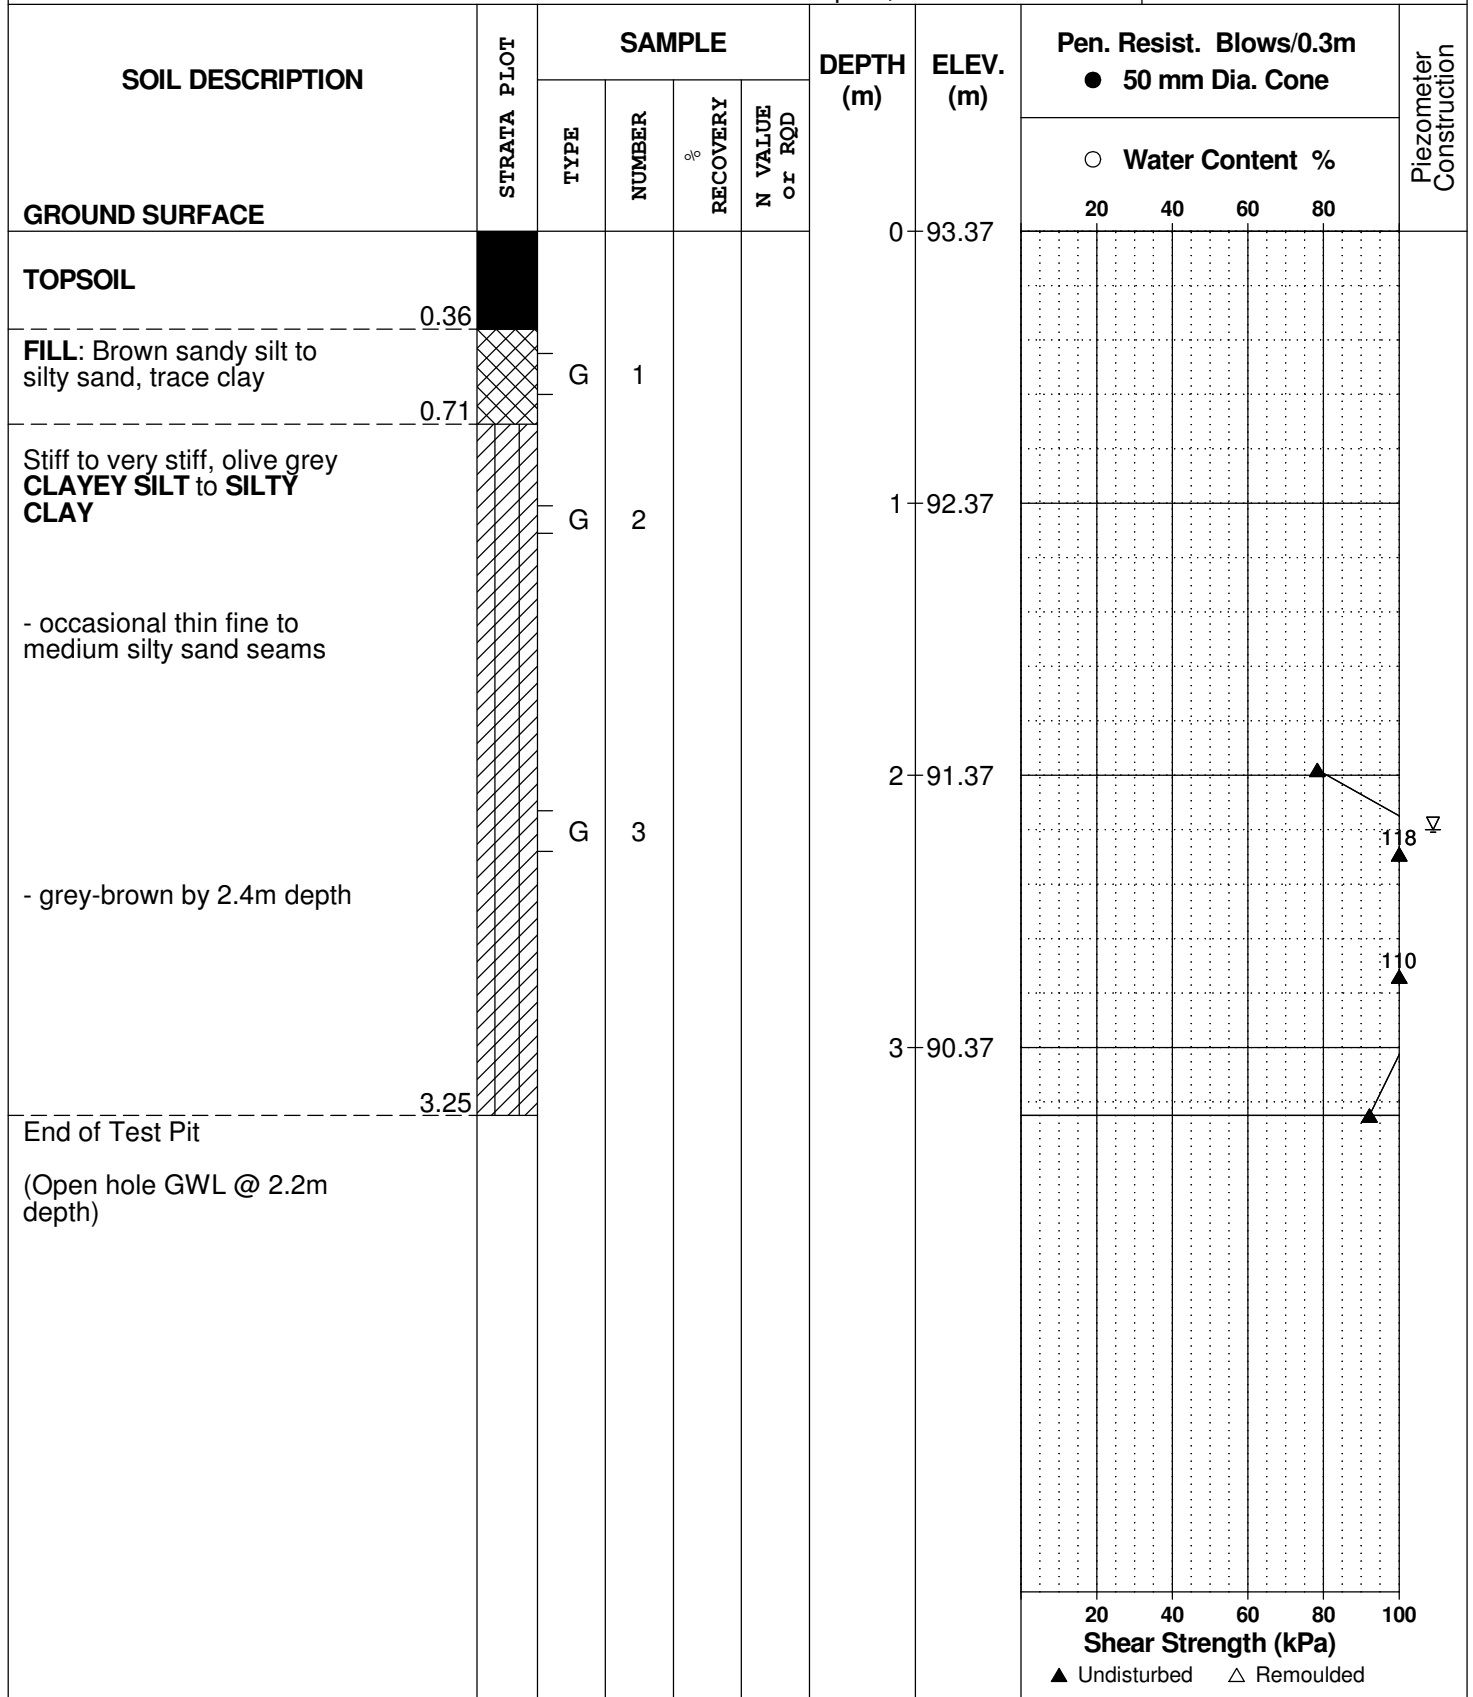 SOIL DESCRIPTION
GROUND SURFACE
STRATA PLOT
SAMPLE
TYPE
NUMBER
%
RECOVERY
N VALUE
or RQD
DEPTH
(m)
ELEV.
(m)
Pen. Resist. Blows/0.3m
● 50 mm Dia. Cone
○ Water Content %
20 40 60 80
Piezometer
Construction
0 93.37
TOPSOIL
0.36
FILL: Brown sandy silt to
silty sand, trace clay
G 1
0.71
Stiff to very stiff, olive grey
CLAYEY SILT to SILTY
CLAY
1 92.37
G 2
- occasional thin fine to
medium silty sand seams
2 91.37
G 3
118
- grey-brown by 2.4m depth
110
3 90.37
3.25
End of Test Pit
(Open hole GWL @ 2.2m
depth)
20 40 60 80 100
Shear Strength (kPa)
▲ Undisturbed △ Remoulded